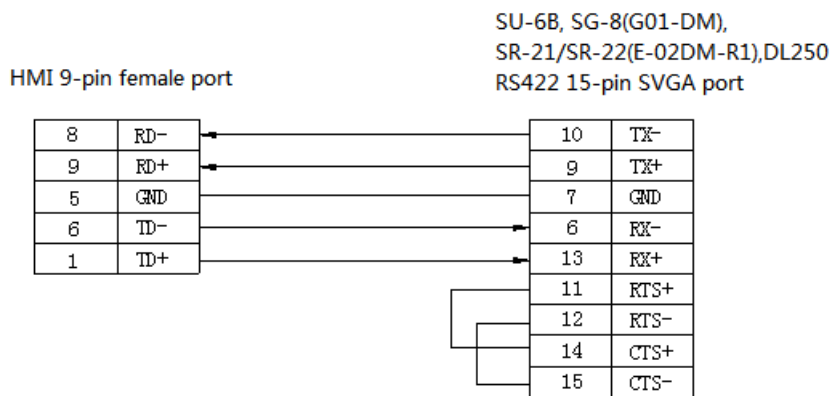 SU-6B, SG-8(G01-DM),
SR-21/SR-22(E-02DM-R1),DL250
HMI 9-pin female port
RS422 15-pin SVGA port
8 RD- 10 TX-
9 RD+ 9 TX+
5 GND 7 GND
6 TD- 6 RX-
1 TD+ 13 RX+
11 RTS+
12 RTS-
14 CTS+
15 CTS-